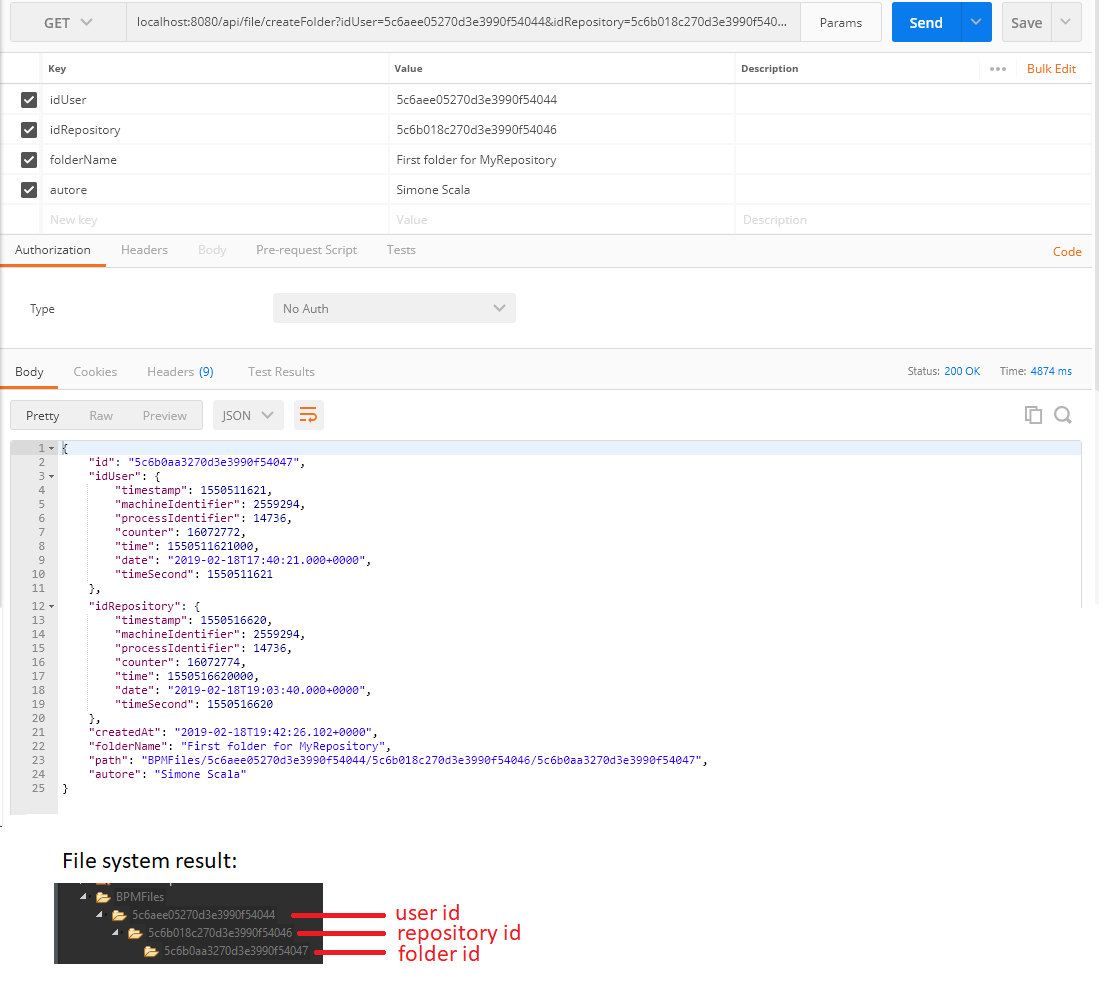 GET localhost:8080/api/file/createFolder?idUser=5c6aee05270d3e3990f54044&idRepository=5c6b018c270d3e3990f540... Params Send Save
Key Value Description ••• Bulk Edit
idUser 5c6aee05270d3e3990f54044
idRepository 5c6b018c270d3e3990f54046
folderName First folder for MyRepository
autore Simone Scala
New key Value Description
Authorization Headers Body Pre-request Script Tests Code
Type No Auth
Body Cookies Headers (9) Test Results Status: 200 OK Time: 4874 ms
Pretty Raw Preview JSON
1 {
2 "id": "5c6b0aa3270d3e3990f54047",
3 "idUser": {
4 "timestamp": 1550511621,
5 "machineIdentifier": 2559294,
6 "processIdentifier": 14736,
7 "counter": 16072772,
8 "time": 1550511621000,
9 "date": "2019-02-18T17:40:21.000+0000",
10 "timeSecond": 1550511621
11 },
12 "idRepository": {
13 "timestamp": 1550516620,
14 "machineIdentifier": 2559294,
15 "processIdentifier": 14736,
16 "counter": 16072774,
17 "time": 1550516620000,
18 "date": "2019-02-18T19:03:40.000+0000",
19 "timeSecond": 1550516620
20 },
21 "createdAt": "2019-02-18T19:42:26.102+0000",
22 "folderName": "First folder for MyRepository",
23 "path": "BPMFiles/5c6aee05270d3e3990f54044/5c6b018c270d3e3990f54046/5c6b0aa3270d3e3990f54047",
24 "autore": "Simone Scala"
25 }
File system result:
BPMFiles
5c6aee05270d3e3990f54044 user id
5c6b018c270d3e3990f54046 repository id
5c6b0aa3270d3e3990f54047 folder id